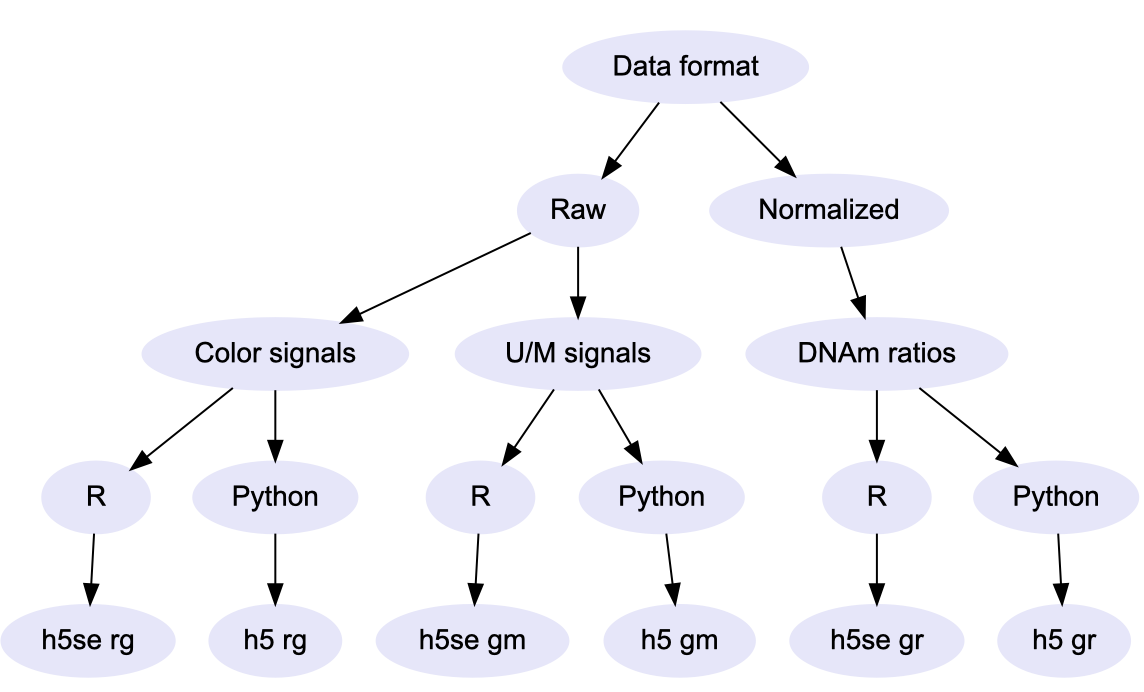 Data format
Raw
Normalized
Color signals
U/M signals
DNAm ratios
R
Python
R
Python
R
Python
h5se rg
h5 rg
h5se gm
h5 gm
h5se gr
h5 gr